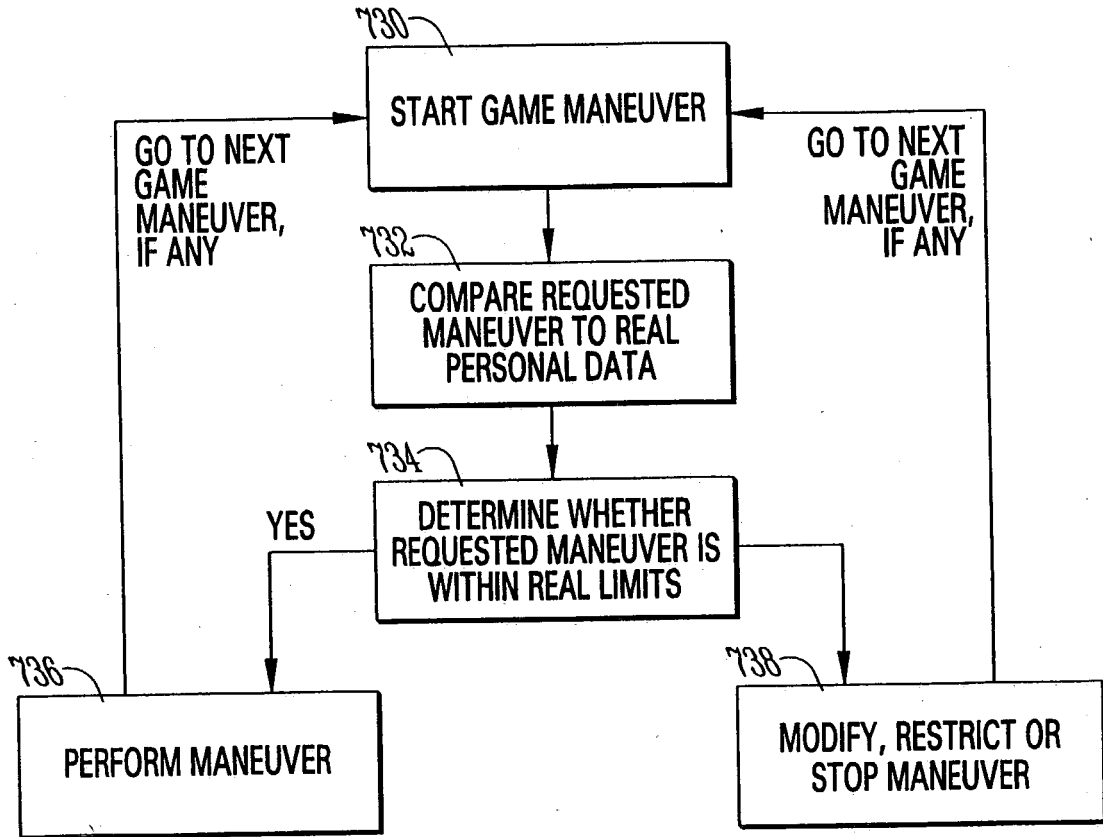 730
START GAME MANEUVER
GO TO NEXT
GAME
MANEUVER,
IF ANY
GO TO NEXT
GAME
MANEUVER,
IF ANY
732
COMPARE REQUESTED
MANEUVER TO REAL
PERSONAL DATA
734
DETERMINE WHETHER
REQUESTED MANEUVER IS
WITHIN REAL LIMITS
YES
736
PERFORM MANEUVER
738
MODIFY, RESTRICT OR
STOP MANEUVER